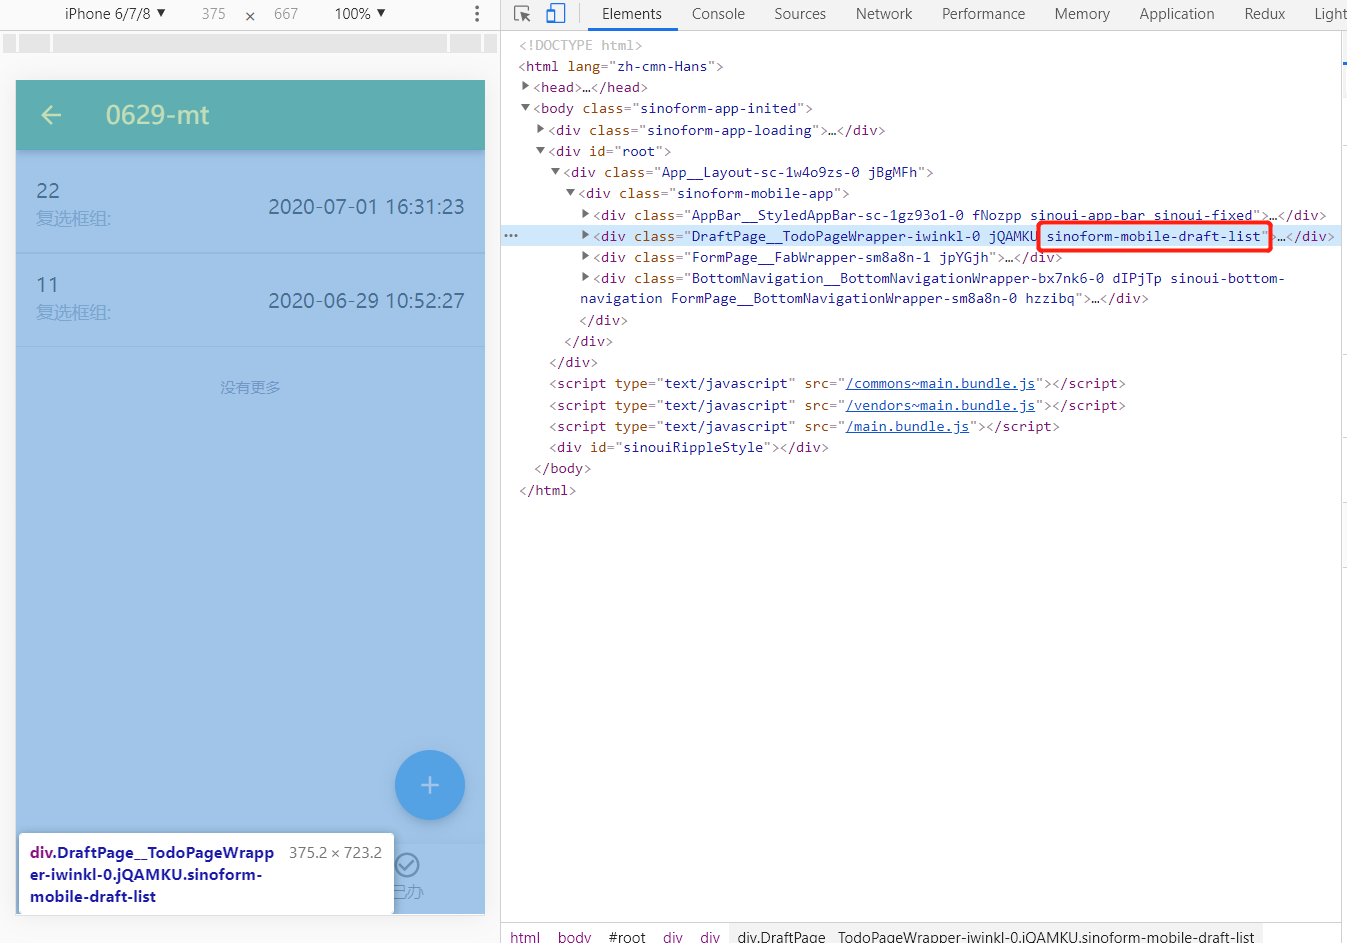 iPhone 6/7/8 ▼ 375 × 667 100% ▼
Elements Console Sources Network Performance Memory Application Redux Light
0629-mt
22
复选框组:
2020-07-01 16:31:23
11
复选框组:
2020-06-29 10:52:27
没有更多
+
已办
div.DraftPage__TodoPageWrapp 375.2 × 723.2
er-iwinkl-0.jQAMKU.sinoform-
mobile-draft-list
<!DOCTYPE html>
<html lang="zh-cmn-Hans">
<head>…</head>
<body class="sinoform-app-inited">
<div class="sinoform-app-loading">…</div>
<div id="root">
<div class="App__Layout-sc-1w4o9zs-0 jBgMFh">
<div class="sinoform-mobile-app">
<div class="AppBar__StyledAppBar-sc-1gz93o1-0 fNozpp sinoui-app-bar sinoui-fixed">…</div>
<div class="DraftPage__TodoPageWrapper-iwinkl-0 jQAMKU sinoform-mobile-draft-list">…</div>
<div class="FormPage__FabWrapper-sm8a8n-1 jpYGjh">…</div>
<div class="BottomNavigation__BottomNavigationWrapper-bx7nk6-0 dIPjTp sinoui-bottom-
navigation FormPage__BottomNavigationWrapper-sm8a8n-0 hzzibq">…</div>
</div>
</div>
</div>
<script type="text/javascript" src="/commons~main.bundle.js"></script>
<script type="text/javascript" src="/vendors~main.bundle.js"></script>
<script type="text/javascript" src="/main.bundle.js"></script>
<div id="sinouiRippleStyle"></div>
</body>
</html>
html body #root div div div.DraftPage__TodoPageWrapper-iwinkl-0.jQAMKU.sinoform-mobile-draft-list